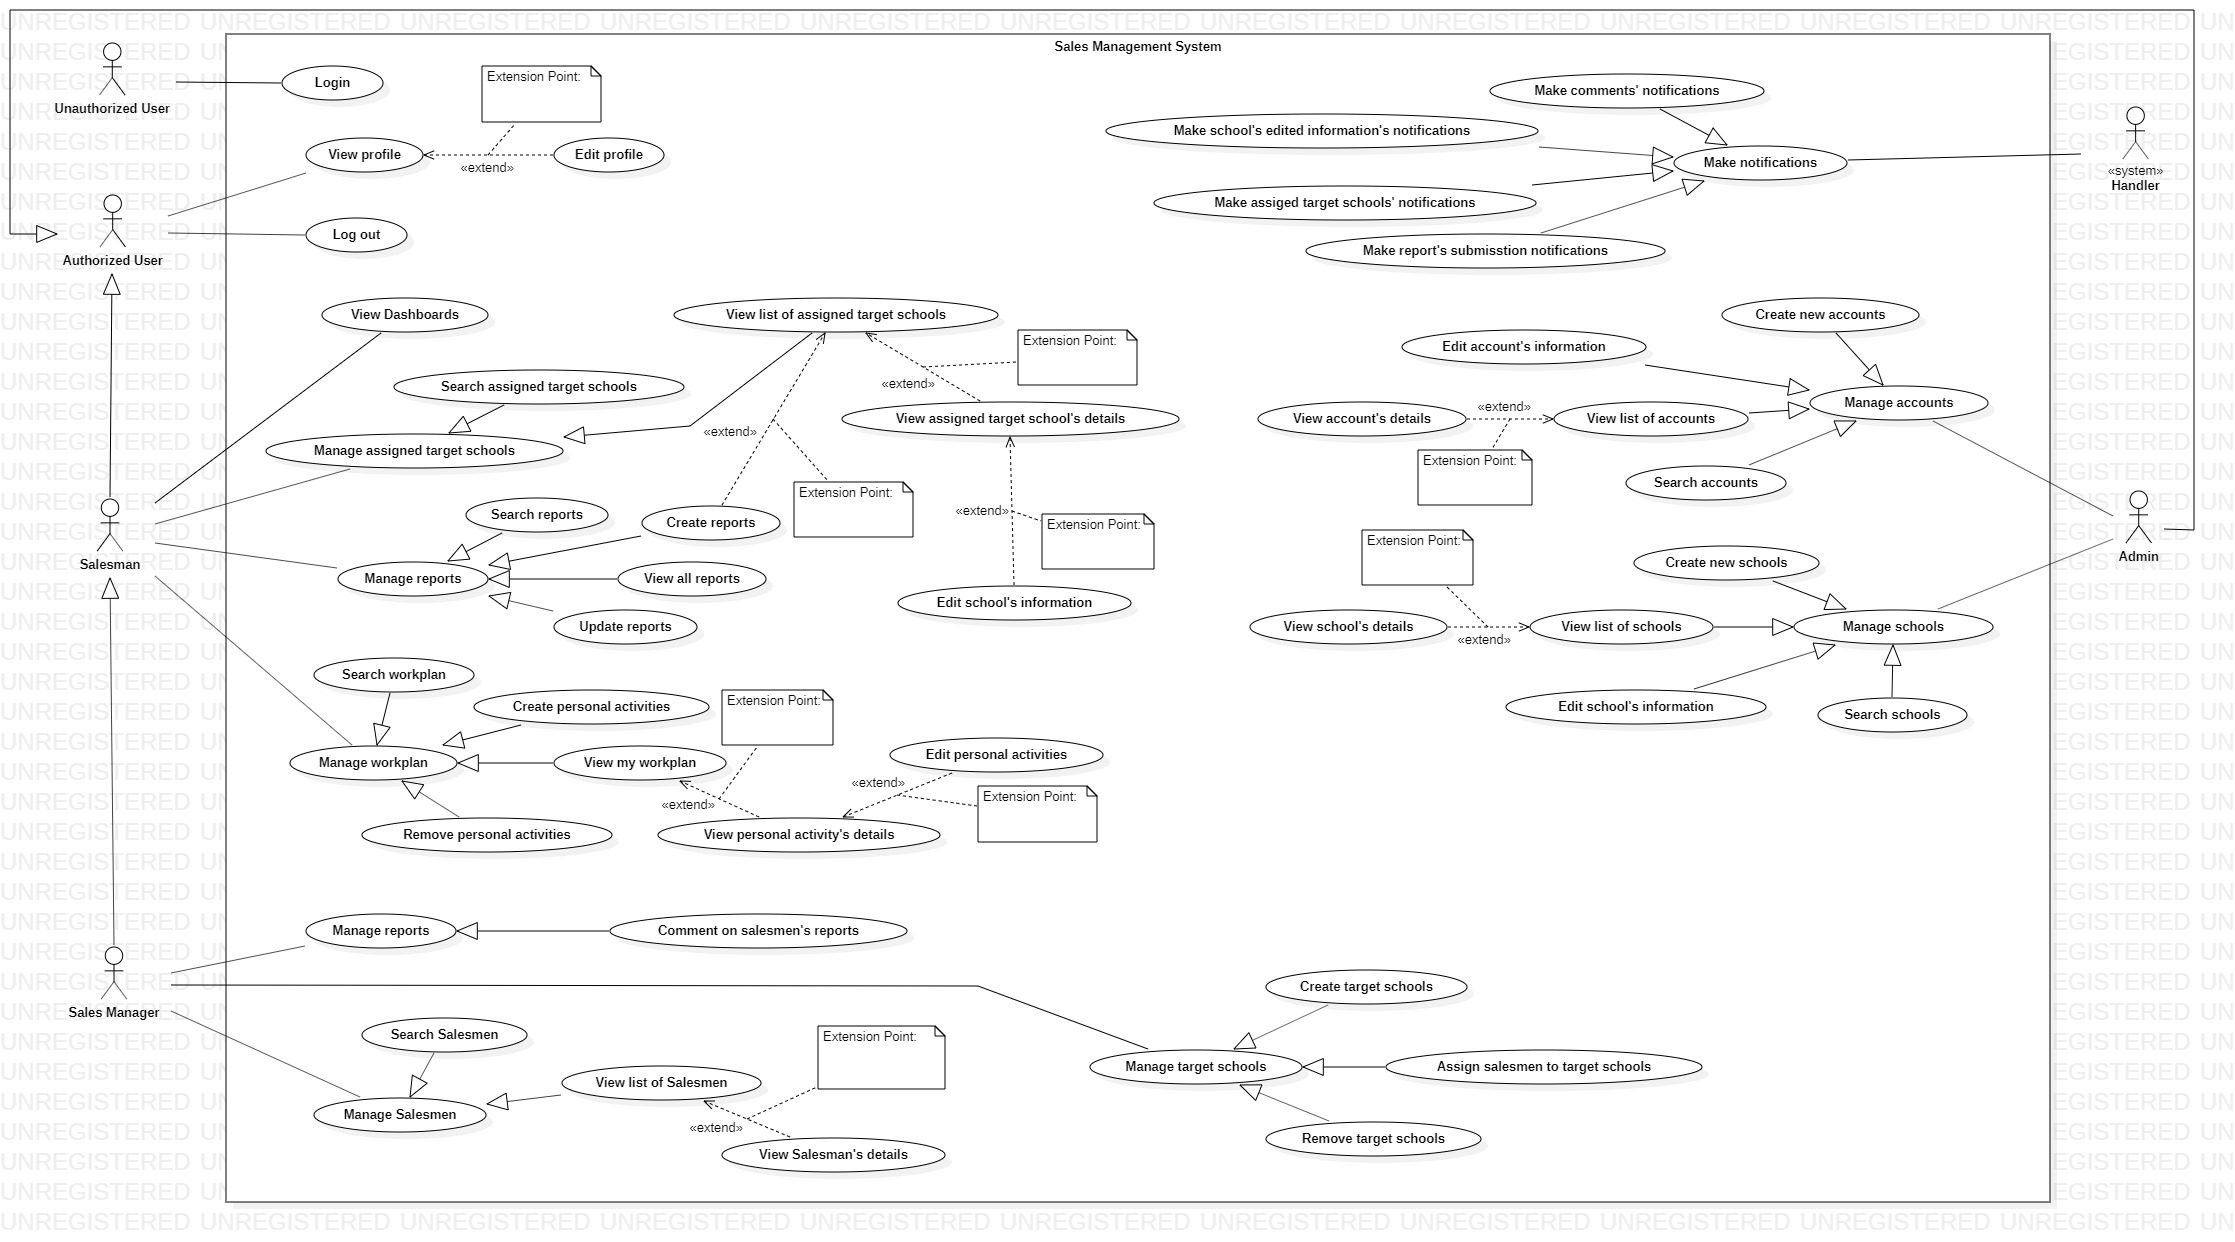 Sales Management System
Unauthorized User
Login
Extension Point:
View profile
«extend»
Edit profile
Authorized User
Log out
Make comments' notifications
Make school's edited information's notifications
Make notifications
Make assiged target schools' notifications
Make report's submisstion notifications
«system»
Handler
View Dashboards
View list of assigned target schools
Extension Point:
«extend»
Search assigned target schools
View assigned target school's details
«extend»
Manage assigned target schools
Extension Point:
Search reports
Create reports
«extend»
Extension Point:
Salesman
Manage reports
View all reports
Edit school's information
Update reports
Create new accounts
Edit account's information
Manage accounts
View account's details
«extend»
View list of accounts
Extension Point:
Search accounts
Admin
Extension Point:
Create new schools
View school's details
«extend»
View list of schools
Manage schools
Edit school's information
Search schools
Search workplan
Create personal activities
Extension Point:
Manage workplan
View my workplan
Edit personal activities
«extend»
«extend»
Extension Point:
Remove personal activities
View personal activity's details
Manage reports
Comment on salesmen's reports
Sales Manager
Create target schools
Search Salesmen
Extension Point:
Manage target schools
Assign salesmen to target schools
View list of Salesmen
Manage Salesmen
«extend»
Remove target schools
View Salesman's details
UNREGISTERED